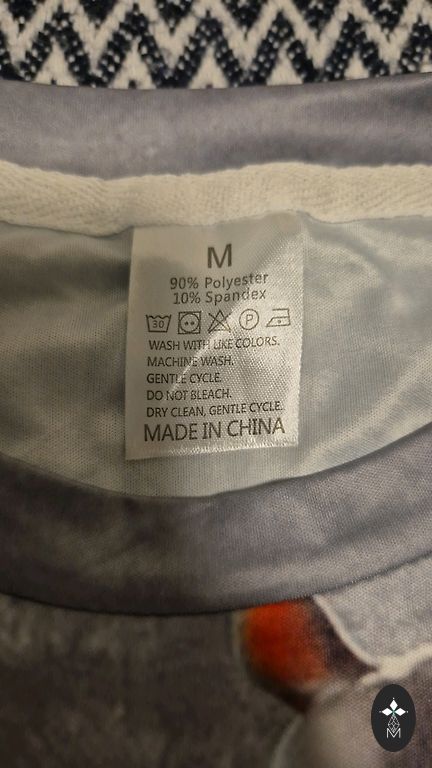 M
90% Polyester
10% Spandex
30 P
WASH WITH LIKE COLORS.
MACHINE WASH.
GENTLE CYCLE.
DO NOT BLEACH.
DRY CLEAN, GENTLE CYCLE.
MADE IN CHINA
M